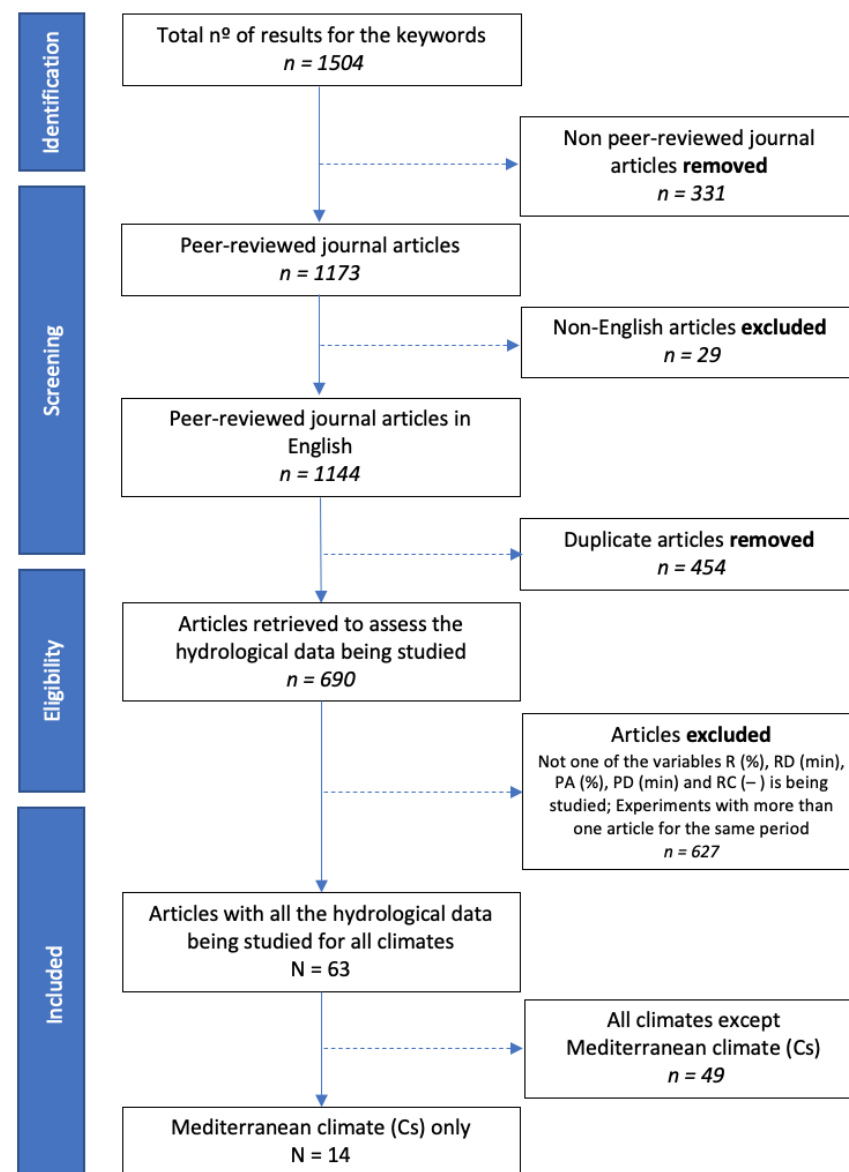 Identification
Total nº of results for the keywords
n = 1504
Non peer-reviewed journal
articles removed
n = 331
Screening
Peer-reviewed journal articles
n = 1173
Non-English articles excluded
n = 29
Peer-reviewed journal articles in
English
n = 1144
Duplicate articles removed
n = 454
Eligibility
Articles retrieved to assess the
hydrological data being studied
n = 690
Articles excluded
Not one of the variables R (%), RD (min),
PA (%), PD (min) and RC (– ) is being
studied; Experiments with more than
one article for the same period
n = 627
Included
Articles with all the hydrological data
being studied for all climates
N = 63
All climates except
Mediterranean climate (Cs)
n = 49
Mediterranean climate (Cs) only
N = 14